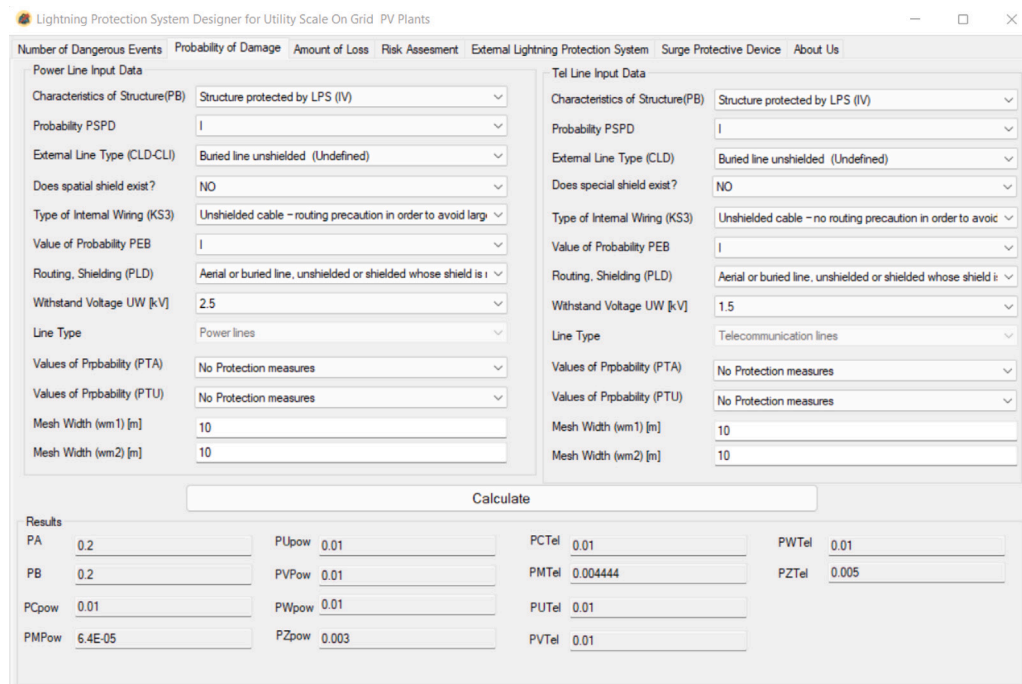 Lightning Protection System Designer for Utility Scale On Grid PV Plants
Number of Dangerous Events Probability of Damage Amount of Loss Risk Assesment External Lightning Protection System Surge Protective Device About Us
Power Line Input Data
Characteristics of Structure(PB) Structure protected by LPS (IV)
Probability PSPD I
External Line Type (CLD-CLI) Buried line unshielded (Undefined)
Does spatial shield exist? NO
Type of Internal Wiring (KS3) Unshielded cable – routing precaution in order to avoid large
Value of Probability PEB I
Routing, Shielding (PLD) Aerial or buried line, unshielded or shielded whose shield is
Withstand Voltage UW [kV] 2.5
Line Type Power lines
Values of Prpbability (PTA) No Protection measures
Values of Prpbability (PTU) No Protection measures
Mesh Width (wm1) [m] 10
Mesh Width (wm2) [m] 10
Tel Line Input Data
Characteristics of Structure(PB) Structure protected by LPS (IV)
Probability PSPD I
External Line Type (CLD) Buried line unshielded (Undefined)
Does special shield exist? NO
Type of Internal Wiring (KS3) Unshielded cable – no routing precaution in order to avoid
Value of Probability PEB I
Routing, Shielding (PLD) Aerial or buried line, unshielded or shielded whose shield is
Withstand Voltage UW [kV] 1.5
Line Type Telecommunication lines
Values of Prpbability (PTA) No Protection measures
Values of Prpbability (PTU) No Protection measures
Mesh Width (wm1) [m] 10
Mesh Width (wm2) [m] 10
Calculate
Results
PA 0.2 PUpow 0.01 PCTel 0.01 PWTel 0.01
PB 0.2 PVPow 0.01 PMTel 0.004444 PZTel 0.005
PCpow 0.01 PWpow 0.01 PUTel 0.01
PMPow 6.4E-05 PZpow 0.003 PVTel 0.01